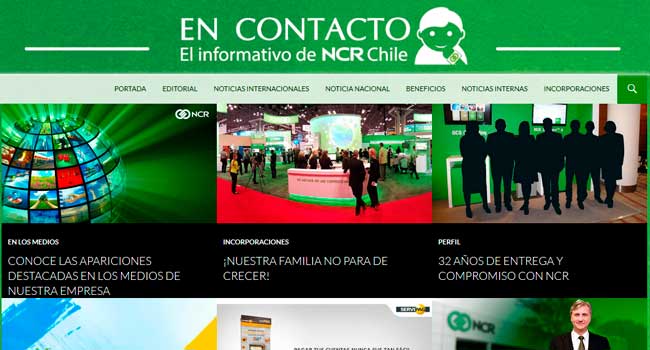 EN CONTACTO
El informativo de NCR Chile
PORTADA EDITORIAL NOTICIAS INTERNACIONALES NOTICIA NACIONAL BENEFICIOS NOTICIAS INTERNAS INCORPORACIONES
NCR
EN LOS MEDIOS
CONOCE LAS APARICIONES
DESTACADAS EN LOS MEDIOS DE
NUESTRA EMPRESA
INCORPORACIONES
¡NUESTRA FAMILIA NO PARA DE
CRECER!
PERFIL
32 AÑOS DE ENTREGA Y
COMPROMISO CON NCR
NCR